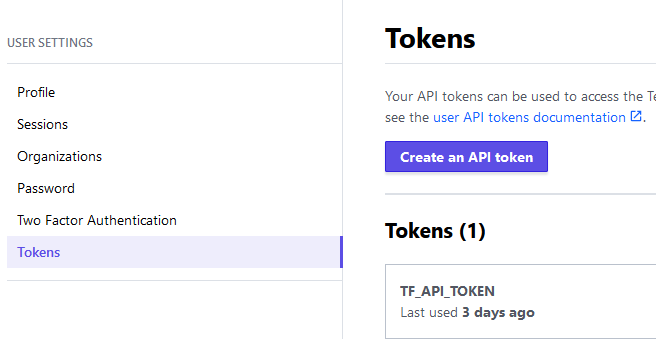 USER SETTINGS
Profile
Sessions
Organizations
Password
Two Factor Authentication
Tokens
Tokens
Your API tokens can be used to access the
see the user API tokens documentation.
Create an API token
Tokens (1)
TF_API_TOKEN
Last used 3 days ago